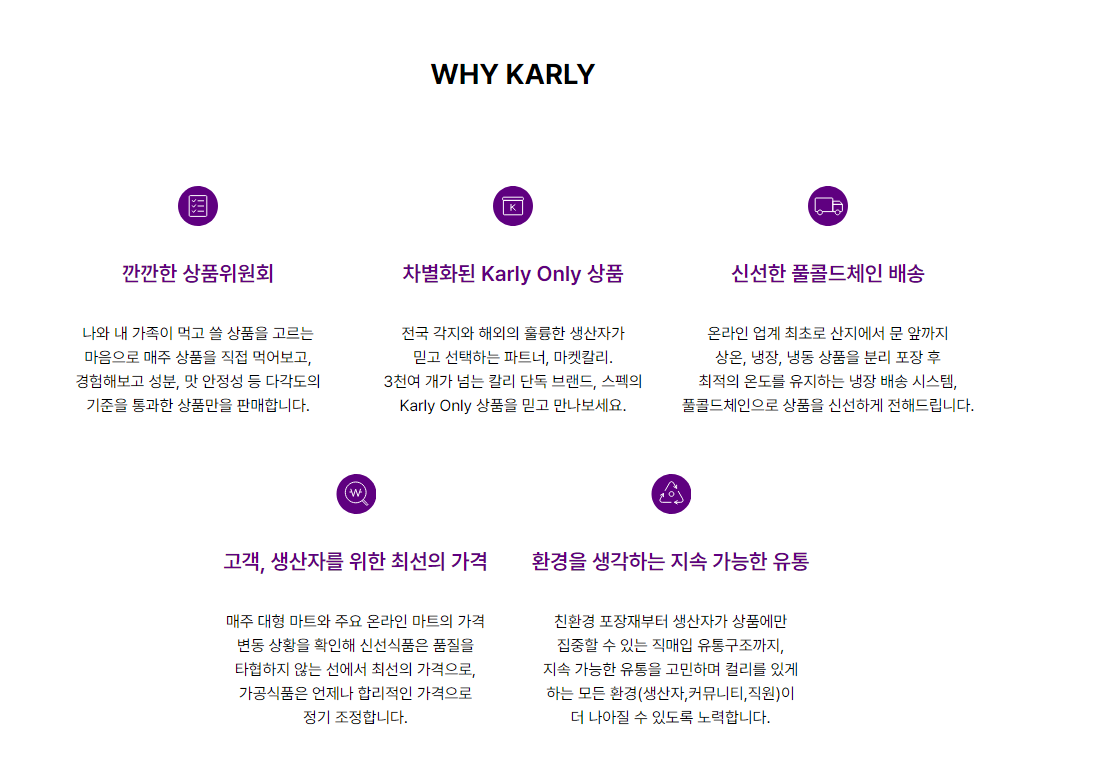 WHY KARLY
깐깐한 상품위원회
나와 내 가족이 먹고 쓸 상품을 고르는
마음으로 매주 상품을 직접 먹어보고,
경험해보고 성분, 맛 안정성 등 다각도의
기준을 통과한 상품만을 판매합니다.
차별화된 Karly Only 상품
전국 각지와 해외의 훌륭한 생산자가
믿고 선택하는 파트너, 마켓칼리.
3천여 개가 넘는 칼리 단독 브랜드, 스펙의
Karly Only 상품을 믿고 만나보세요.
신선한 풀콜드체인 배송
온라인 업계 최초로 산지에서 문 앞까지
상온, 냉장, 냉동 상품을 분리 포장 후
최적의 온도를 유지하는 냉장 배송 시스템,
풀콜드체인으로 상품을 신선하게 전해드립니다.
고객, 생산자를 위한 최선의 가격
매주 대형 마트와 주요 온라인 마트의 가격
변동 상황을 확인해 신선식품은 품질을
타협하지 않는 선에서 최선의 가격으로,
가공식품은 언제나 합리적인 가격으로
정기 조정합니다.
환경을 생각하는 지속 가능한 유통
친환경 포장재부터 생산자가 상품에만
집중할 수 있는 직매입 유통구조까지,
지속 가능한 유통을 고민하며 컬리를 있게
하는 모든 환경(생산자,커뮤니티,직원)이
더 나아질 수 있도록 노력합니다.